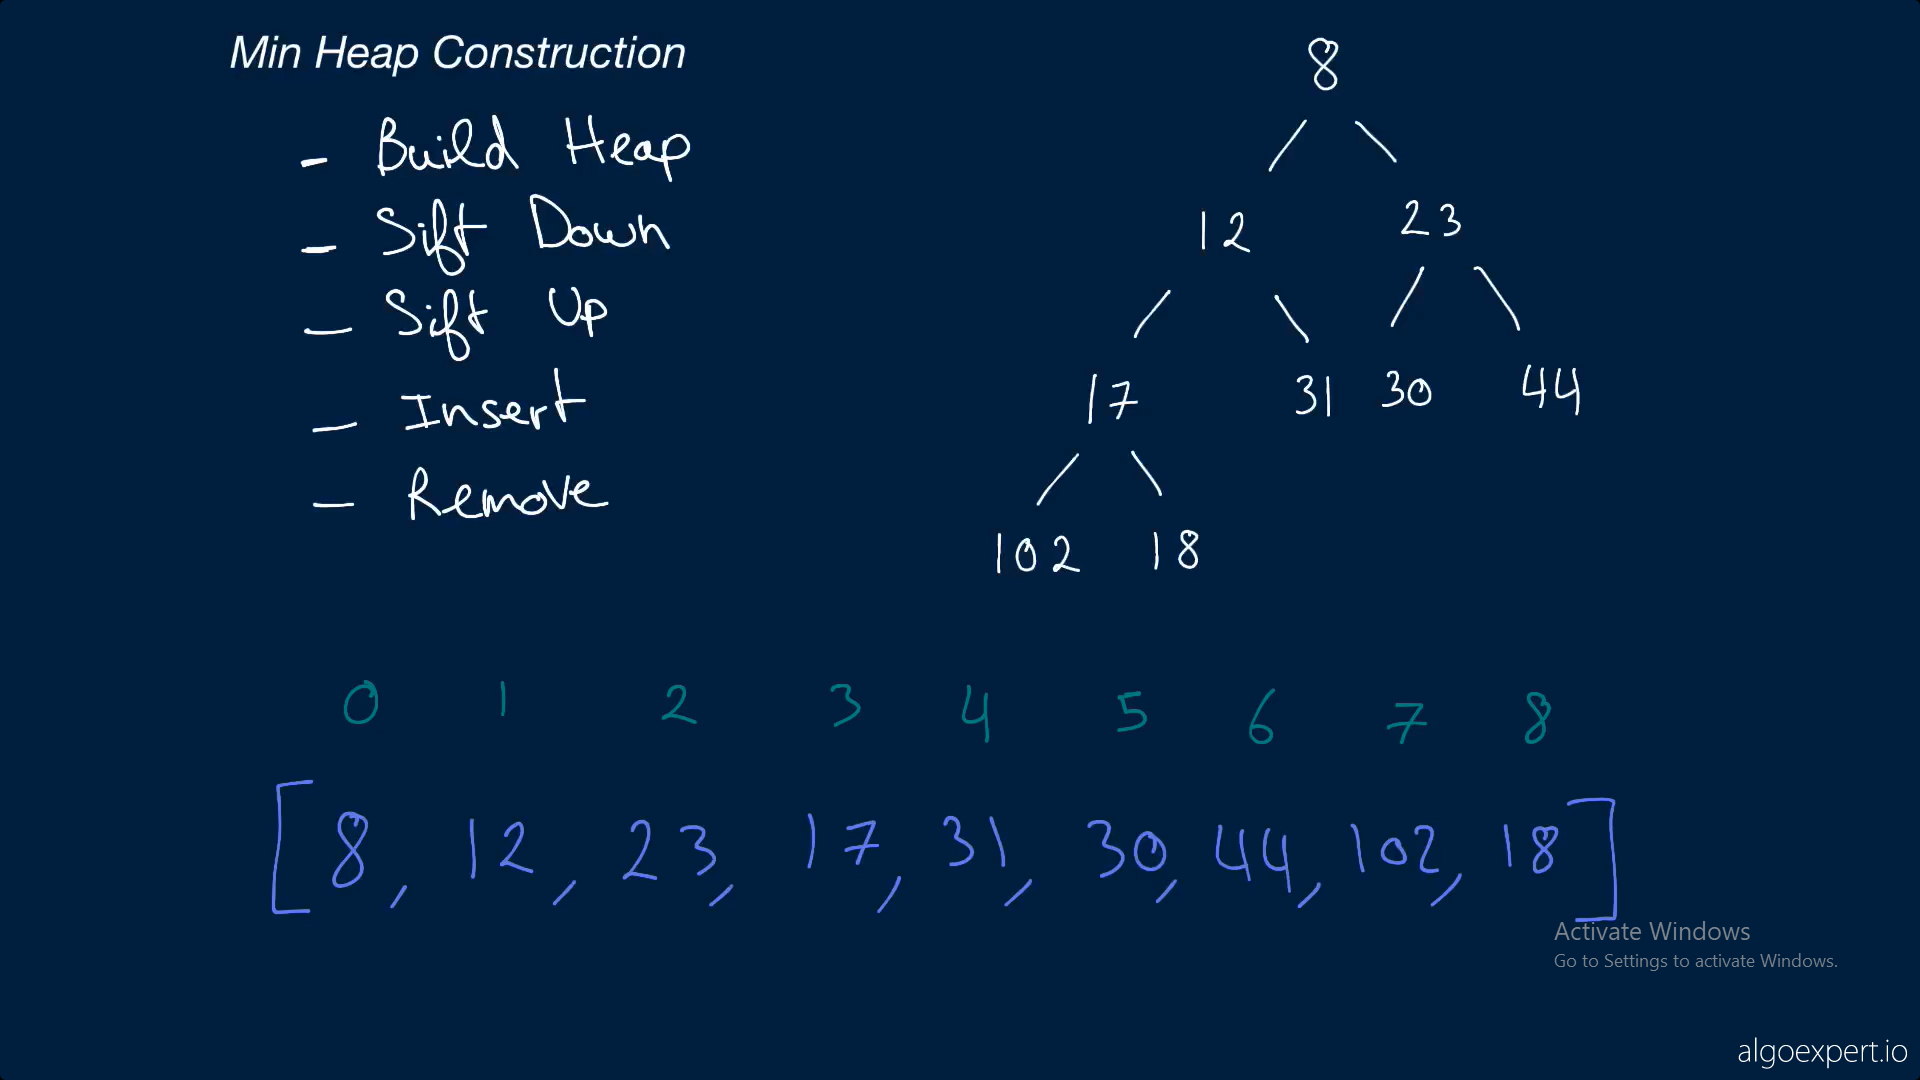 Min Heap Construction
- Build Heap
- Sift Down
- Sift Up
- Insert
- Remove
8
12 23
17 31 30 44
102 18
0 1 2 3 4 5 6 7 8
[8, 12, 23, 17, 31, 30, 44, 102, 18]
Activate Windows
Go to Settings to activate Windows.
algoexpert.io